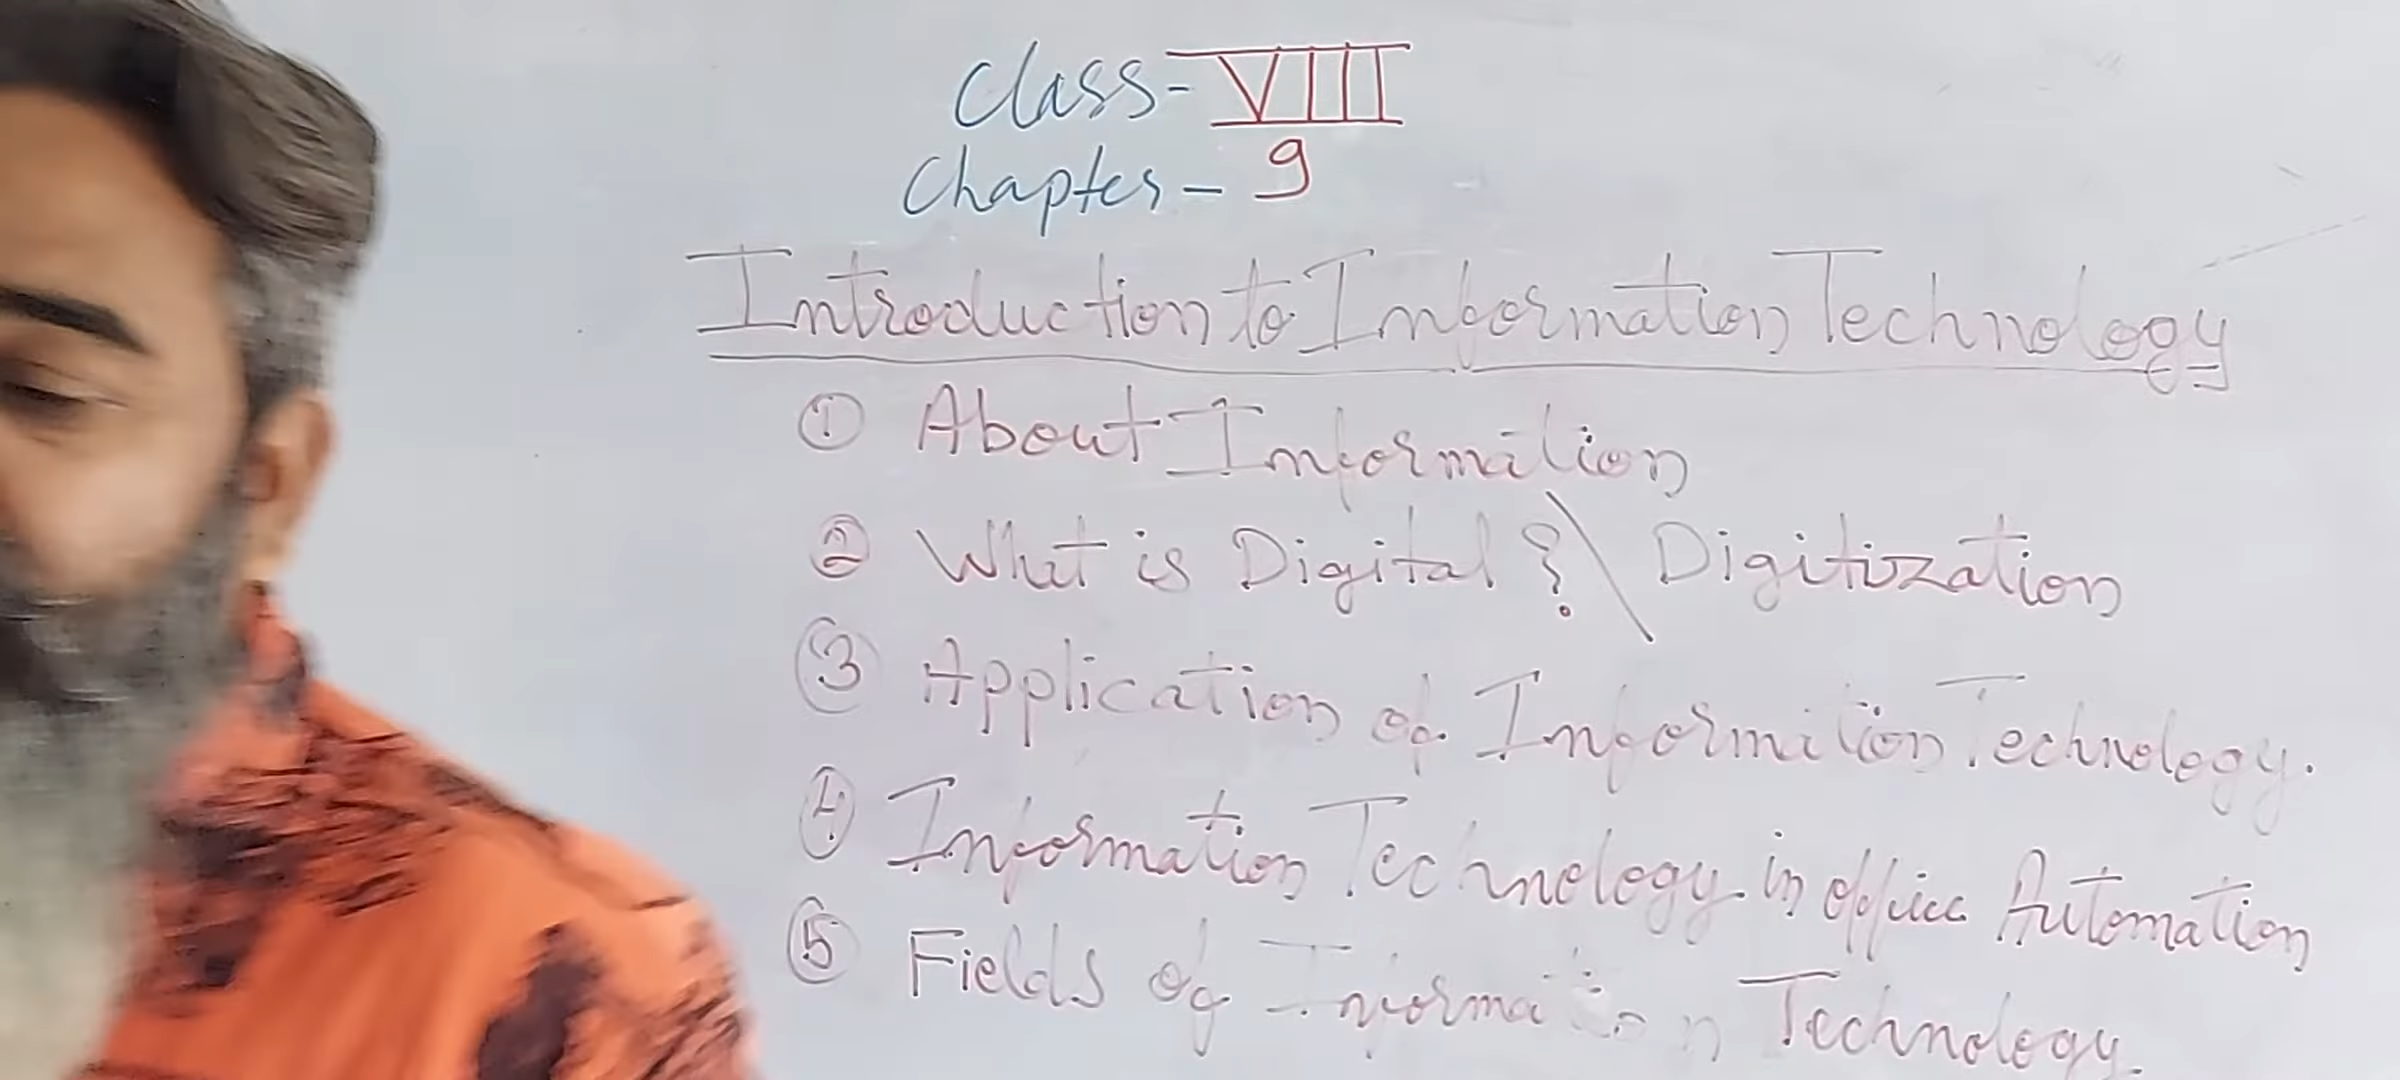 Class-VIII
Chapter - 9
Introduction to Information Technology
① About Information
② What is Digital ? \ Digitization
③ Application of Information Technology.
④ Information Technology in office Automation
⑤ Fields of Information Technology.